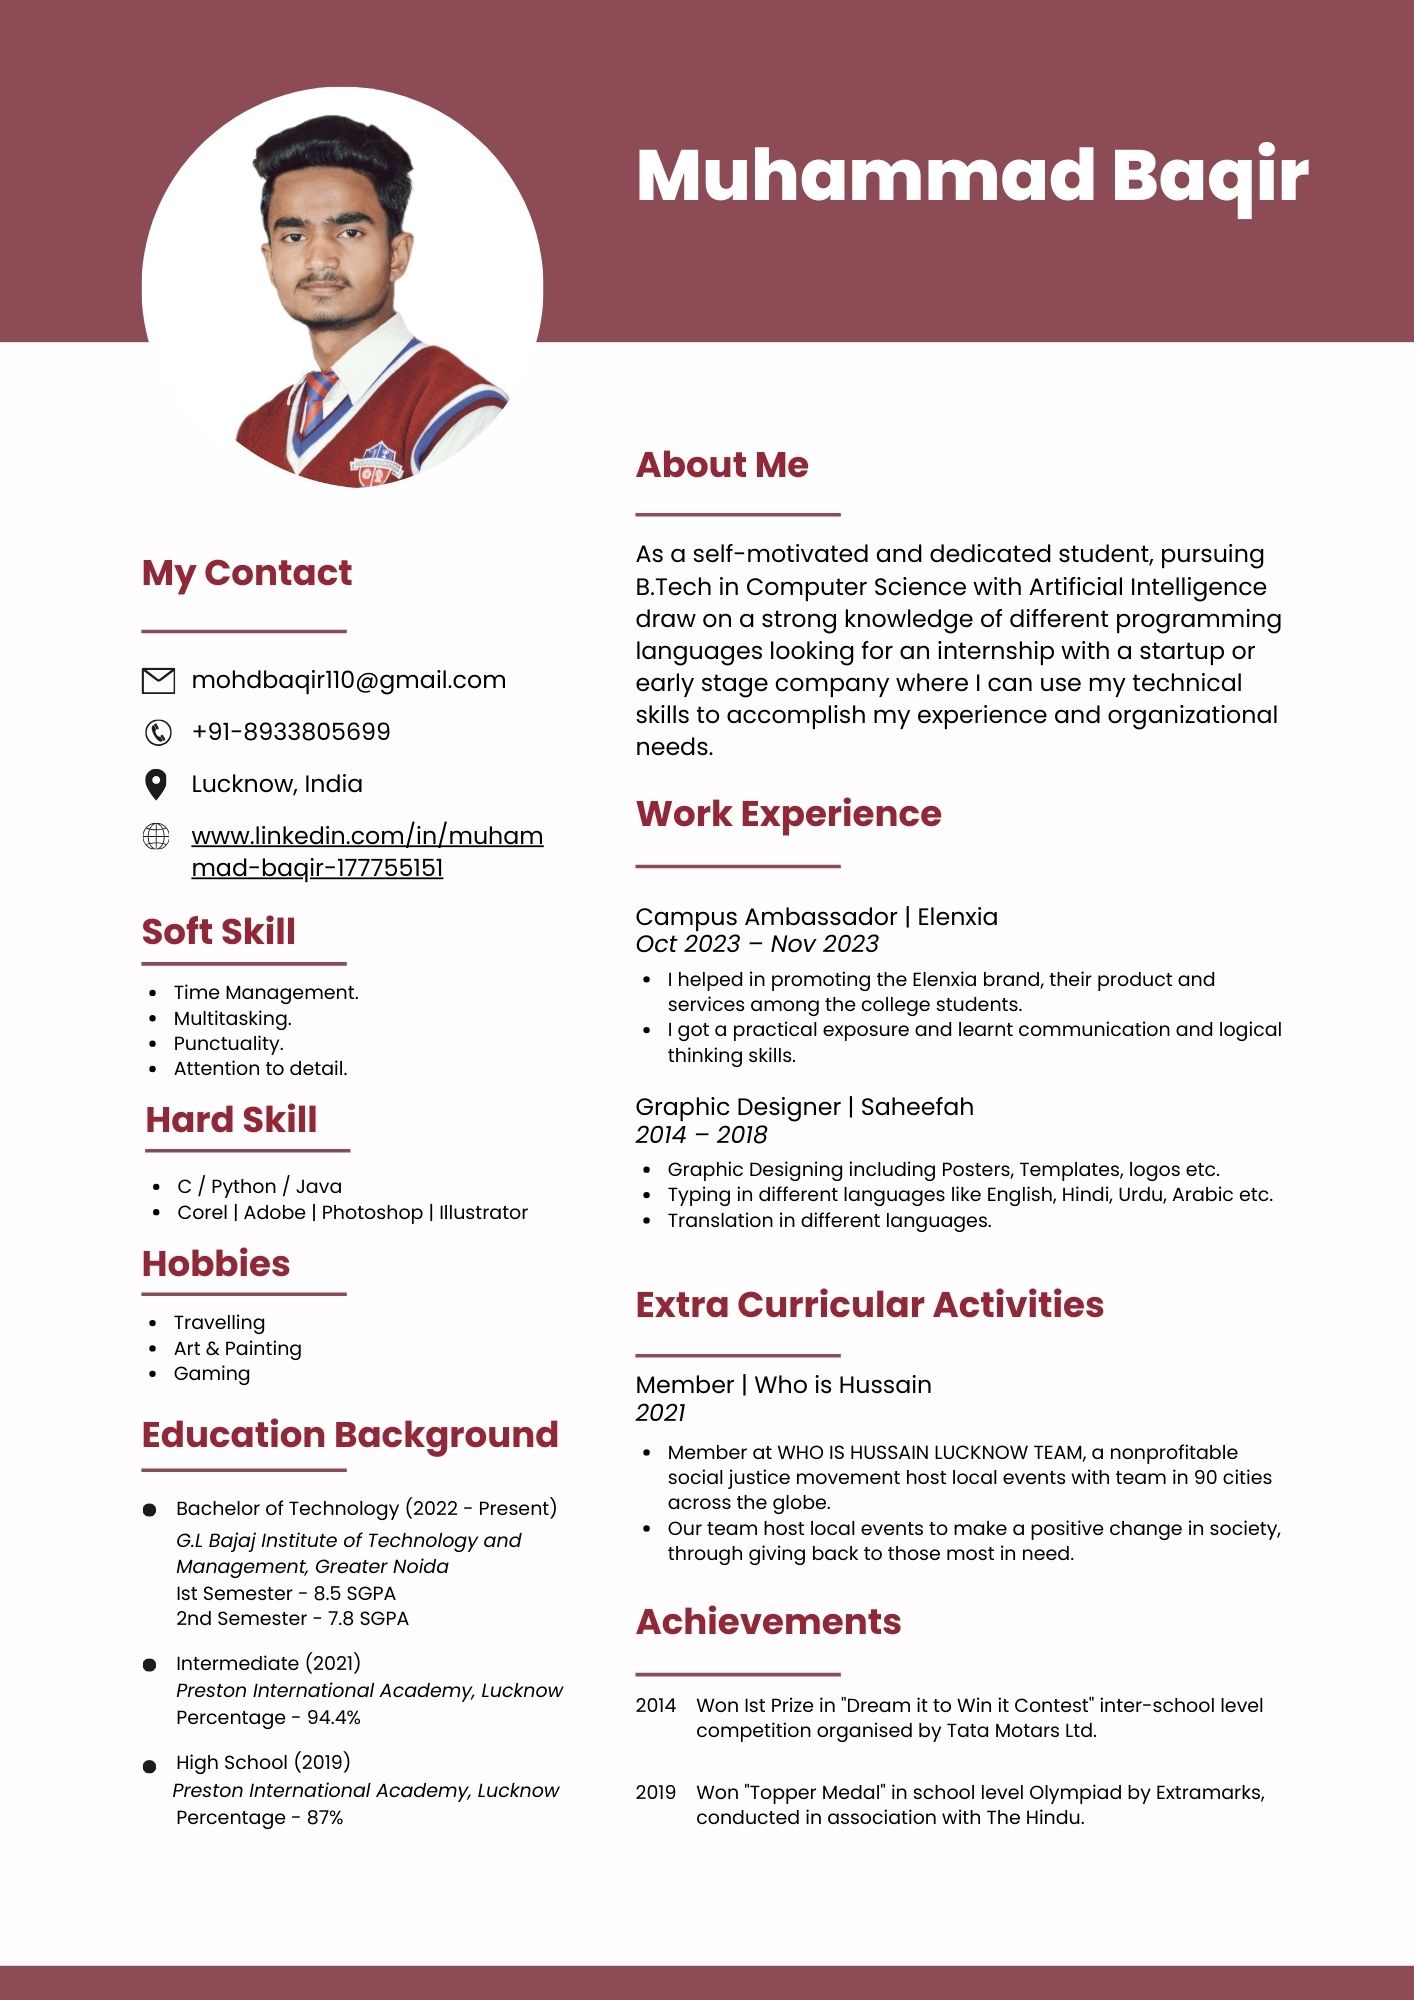 Muhammad Baqir
My Contact
mohdbaqir110@gmail.com
+91-8933805699
Lucknow, India
www.linkedin.com/in/muham
mad-baqir-177755151
Soft Skill
• Time Management.
• Multitasking.
• Punctuality.
• Attention to detail.
Hard Skill
• C / Python / Java
• Corel | Adobe | Photoshop | Illustrator
Hobbies
• Travelling
• Art & Painting
• Gaming
Education Background
• Bachelor of Technology (2022 - Present)
G.L Bajaj Institute of Technology and
Management, Greater Noida
Ist Semester - 8.5 SGPA
2nd Semester - 7.8 SGPA
• Intermediate (2021)
Preston International Academy, Lucknow
Percentage - 94.4%
• High School (2019)
Preston International Academy, Lucknow
Percentage - 87%
About Me
As a self-motivated and dedicated student, pursuing
B.Tech in Computer Science with Artificial Intelligence
draw on a strong knowledge of different programming
languages looking for an internship with a startup or
early stage company where I can use my technical
skills to accomplish my experience and organizational
needs.
Work Experience
Campus Ambassador | Elenxia
Oct 2023 – Nov 2023
• I helped in promoting the Elenxia brand, their product and
services among the college students.
• I got a practical exposure and learnt communication and logical
thinking skills.
Graphic Designer | Saheefah
2014 – 2018
• Graphic Designing including Posters, Templates, logos etc.
• Typing in different languages like English, Hindi, Urdu, Arabic etc.
• Translation in different languages.
Extra Curricular Activities
Member | Who is Hussain
2021
• Member at WHO IS HUSSAIN LUCKNOW TEAM, a nonprofitable
social justice movement host local events with team in 90 cities
across the globe.
• Our team host local events to make a positive change in society,
through giving back to those most in need.
Achievements
2014 Won Ist Prize in "Dream it to Win it Contest" inter-school level
competition organised by Tata Motars Ltd.
2019 Won "Topper Medal" in school level Olympiad by Extramarks,
conducted in association with The Hindu.